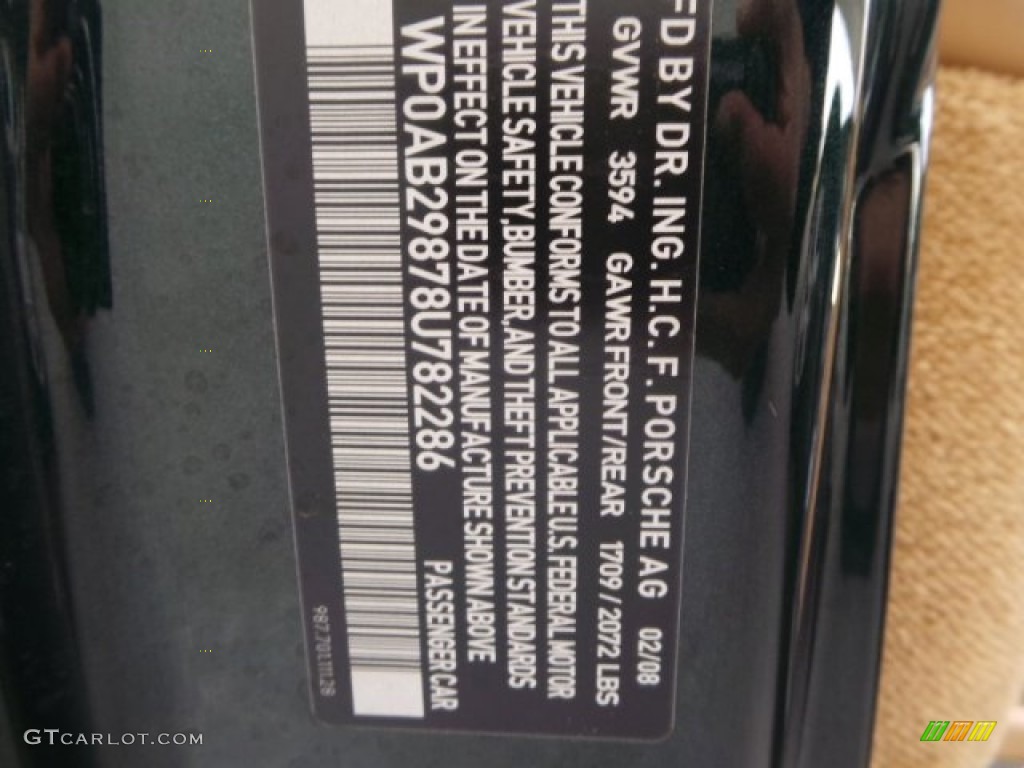 FD BY DR. ING. H.C. F. PORSCHE AG 02/08
GVWR 3594 GAWR FRONT/REAR 1709 / 2072 LBS
THIS VEHICLE CONFORMS TO ALL APPLICABLE U.S. FEDERAL MOTOR
VEHICLE SAFETY, BUMBER, AND THEFT PREVENTION STANDARDS
IN EFFECT ON THE DATE OF MANUFACTURE SHOWN ABOVE
WP0AB29878U782286 PASSENGER CAR
GTCARLOT.COM